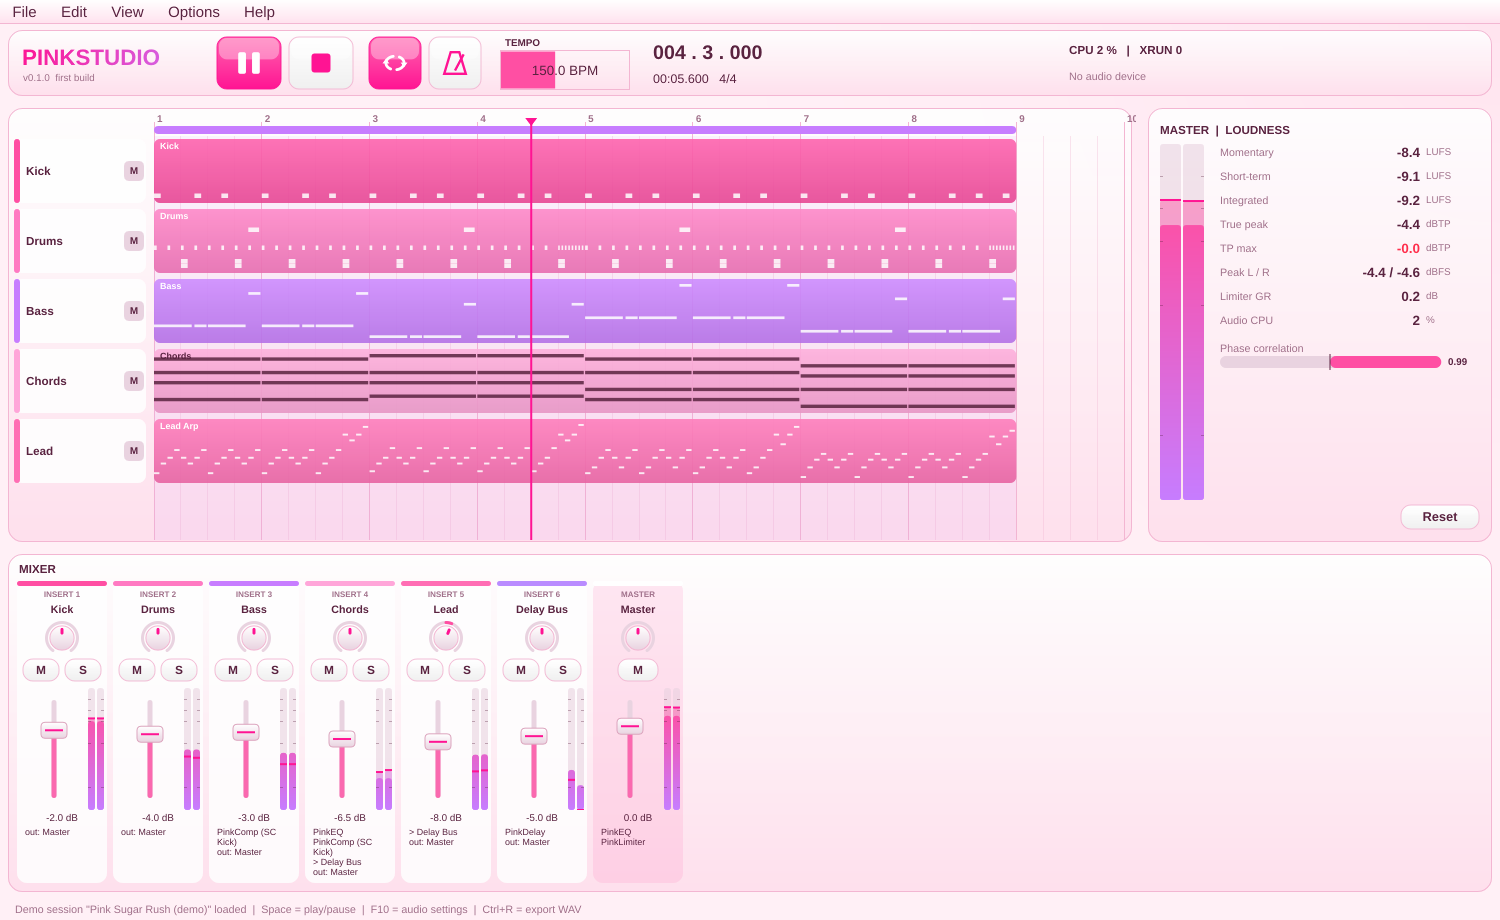 File Edit View Options Help
PINKSTUDIO
v0.1.0 first build
TEMPO
150.0 BPM
004 . 3 . 000
00:05.600 4/4
CPU 2 % | XRUN 0
No audio device
1 2 3 4 5 6 7 8 9 10
Kick M
Kick
Drums M
Drums
Bass M
Bass
Chords M
Chords
Lead M
Lead Arp
MASTER | LOUDNESS
Momentary -8.4 LUFS
Short-term -9.1 LUFS
Integrated -9.2 LUFS
True peak -4.4 dBTP
TP max -0.0 dBTP
Peak L / R -4.4 / -4.6 dBFS
Limiter GR 0.2 dB
Audio CPU 2 %
Phase correlation
0.99
Reset
MIXER
INSERT 1
Kick
M S
-2.0 dB
out: Master
INSERT 2
Drums
M S
-4.0 dB
out: Master
INSERT 3
Bass
M S
-3.0 dB
PinkComp (SC
Kick)
out: Master
INSERT 4
Chords
M S
-6.5 dB
PinkEQ
PinkComp (SC
Kick)
> Delay Bus
out: Master
INSERT 5
Lead
M S
-8.0 dB
> Delay Bus
out: Master
INSERT 6
Delay Bus
M S
-5.0 dB
PinkDelay
out: Master
MASTER
Master
M
0.0 dB
PinkEQ
PinkLimiter
Demo session "Pink Sugar Rush (demo)" loaded | Space = play/pause | F10 = audio settings | Ctrl+R = export WAV